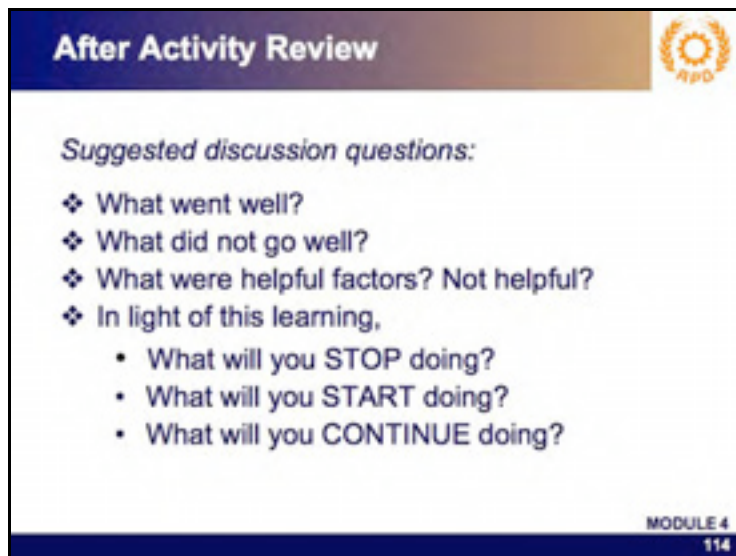 After Activity Review
RPD
Suggested discussion questions:
❖ What went well?
❖ What did not go well?
❖ What were helpful factors? Not helpful?
❖ In light of this learning,
• What will you STOP doing?
• What will you START doing?
• What will you CONTINUE doing?
MODULE 4
114